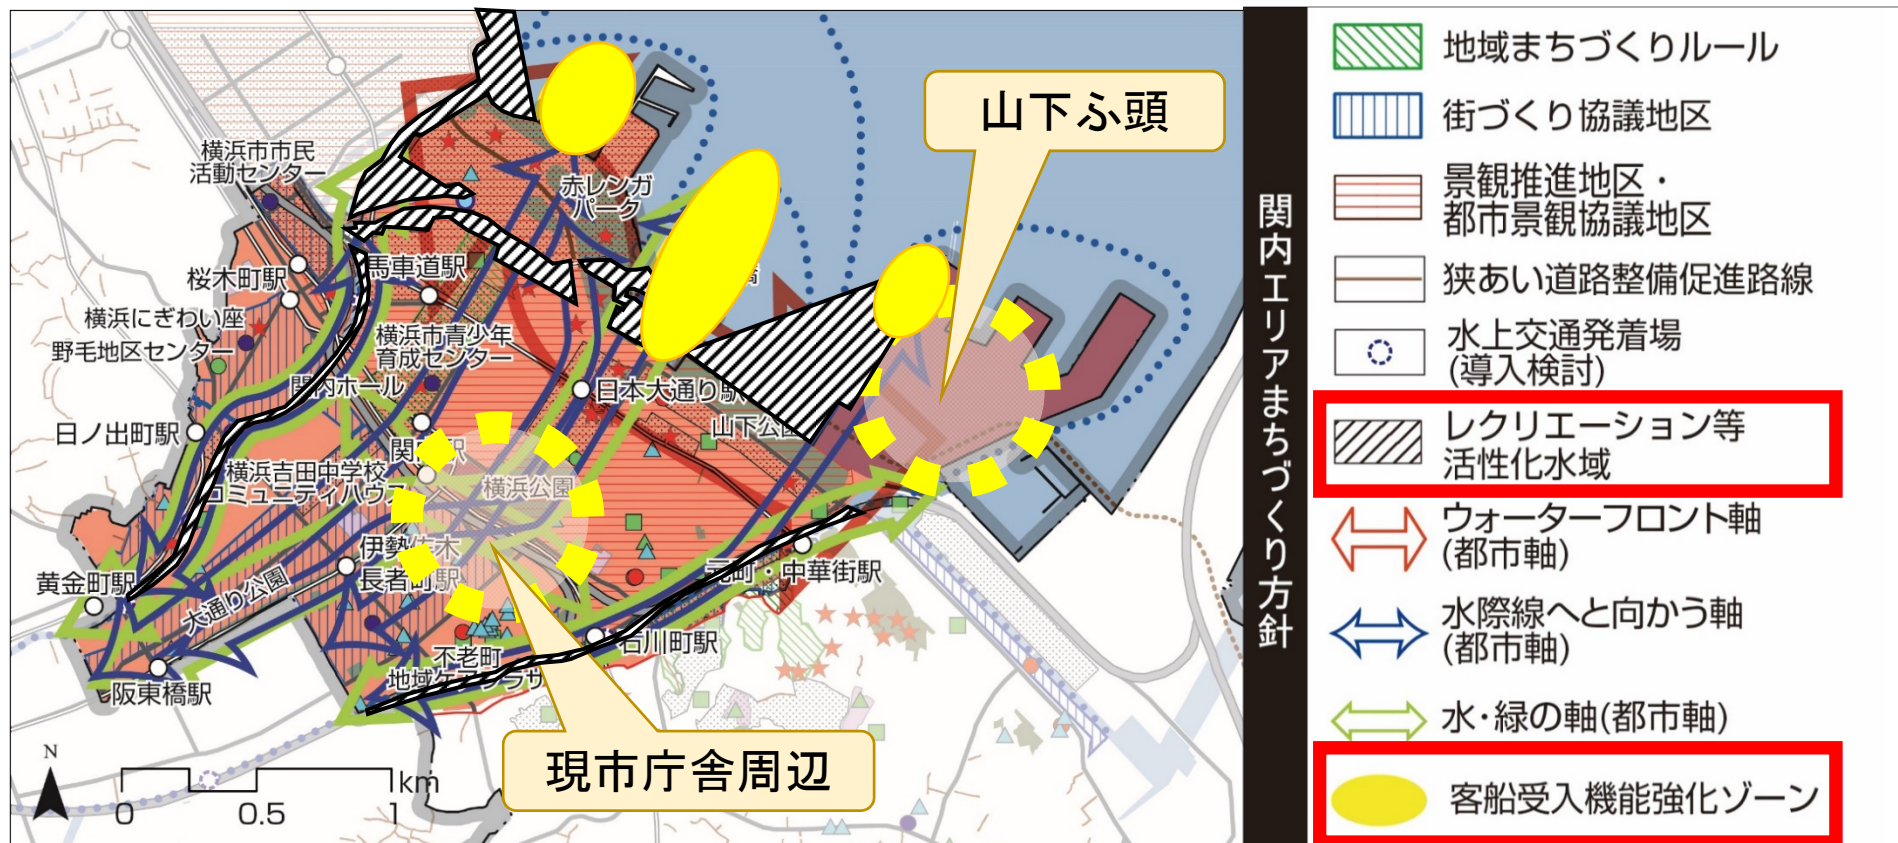 山下ふ頭
横浜市市民
活動センター
赤レンガ
パーク
馬車道駅
桜木町駅
横浜にぎわい座
野毛地区センター
横浜市青少年
育成センター
関内ホール
日本大通り駅
日ノ出町駅
山下公園
関内駅
横浜吉田中学校
コミュニティハウス
横浜公園
伊勢佐木
長者町駅
黄金町駅
大通り公園
元町・中華街駅
石川町駅
不老町
地域ケアプラザ
阪東橋駅
現市庁舎周辺
N
km
0
0.5
1
関内エリアまちづくり方針
地域まちづくりルール
街づくり協議地区
景観推進地区・
都市景観協議地区
狭あい道路整備促進路線
水上交通発着場
(導入検討)
レクリエーション等
活性化水域
ウォーターフロント軸
(都市軸)
水際線へと向かう軸
(都市軸)
水・緑の軸(都市軸)
客船受入機能強化ゾーン